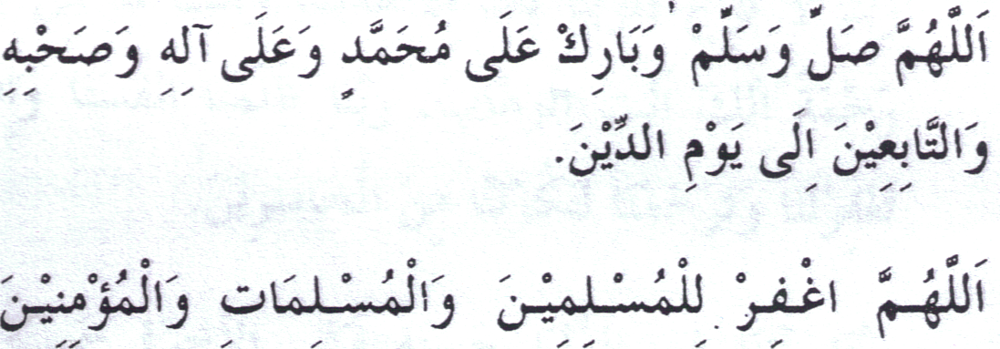 اَللّٰهُمَّ صَلِّ وَسَلِّمْ وَبَارِكْ عَلَى مُحَمَّدٍ وَعَلَى آلِهِ وَصَحْبِهِ
وَالتَّابِعِيْنَ اِلَى يَوْمِ الدِّيْنَ.
اَللّٰهُمَّ اغْفِرْ لِلْمُسْلِمِيْنَ وَالْمُسْلِمَاتِ وَالْمُؤْمِنِيْنَ